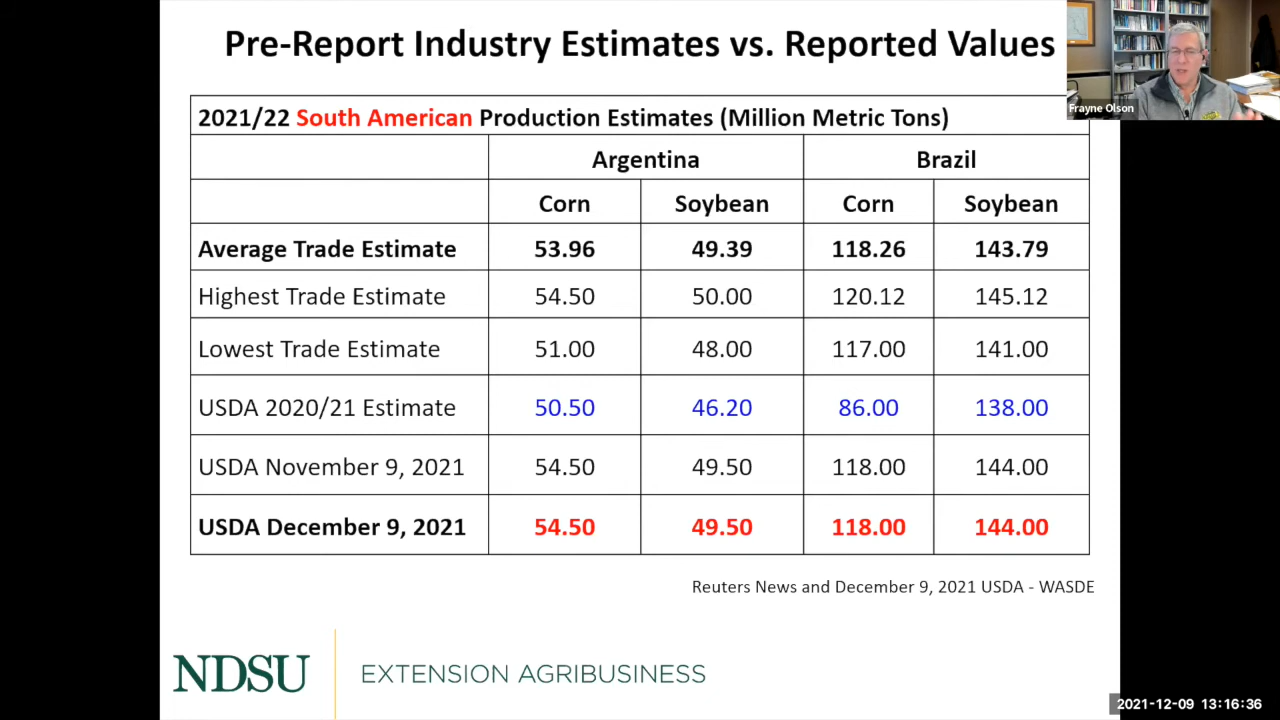 Pre-Report Industry Estimates vs. Reported Values
Frayne Olson
2021/22 South American Production Estimates (Million Metric Tons)
Argentina Brazil
Corn Soybean Corn Soybean
Average Trade Estimate 53.96 49.39 118.26 143.79
Highest Trade Estimate 54.50 50.00 120.12 145.12
Lowest Trade Estimate 51.00 48.00 117.00 141.00
USDA 2020/21 Estimate 50.50 46.20 86.00 138.00
USDA November 9, 2021 54.50 49.50 118.00 144.00
USDA December 9, 2021 54.50 49.50 118.00 144.00
Reuters News and December 9, 2021 USDA - WASDE
NDSU EXTENSION AGRIBUSINESS
2021-12-09 13:16:36